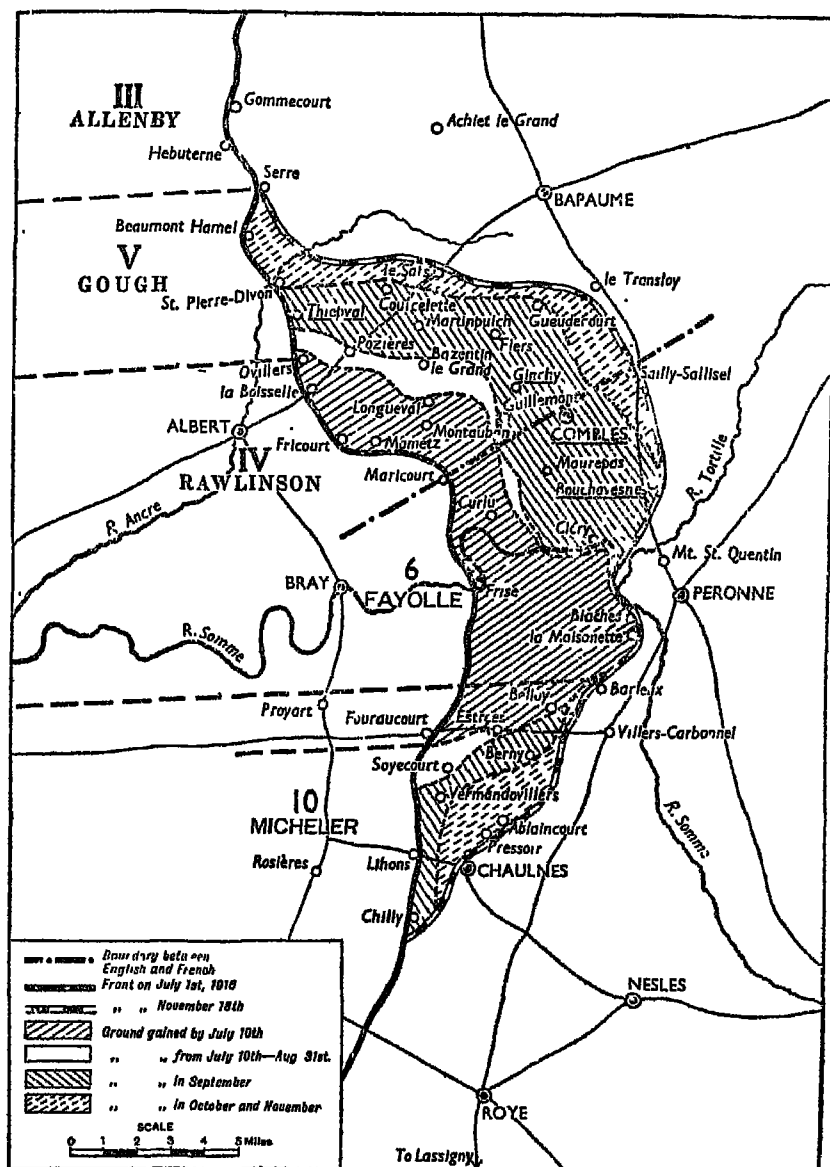 III
ALLENBY
Gommecourt
Achiet le Grand
Hebuterne
Serre
BAPAUME
Beaumont Hamel
V
GOUGH
le Sars
le Transloy
St. Pierre-Divon
Thiepval
Courcelette
Martinpuich
Gueudecourt
Flers
Pozières
Bazentin
le Grand
Ovillers
Ginchy
Sailly-Saillisel
la Boisselle
Longueval
Guillemont
ALBERT
Montauban
COMBLES
Fricourt
Mametz
IV
RAWLINSON
Maricourt
Maurepas
Bouchavesne
R. Torcille
R. Ancre
Curlu
Clery
Mt. St. Quentin
6
FAYOLLE
BRAY
Frise
PERONNE
R. Somme
Biaches
la Maisonette
Barleux
Belloy
Proyart
Fouraucourt
Estrees
Villers-Carbonnel
Soyecourt
Berny
10
MICHELER
Vermandovillers
Ablaincourt
Pressoir
R. Somme
Rosières
Lihons
CHAULNES
Chilly
NESLES
ROYE
To Lassigny
Boundary between
English and French
Front on July 1st, 1916
„ „ November 18th
Ground gained by July 10th
„ „ from July 10th—Aug 31st.
„ „ in September
„ „ in October and November
SCALE
0 1 2 3 4 5 Miles